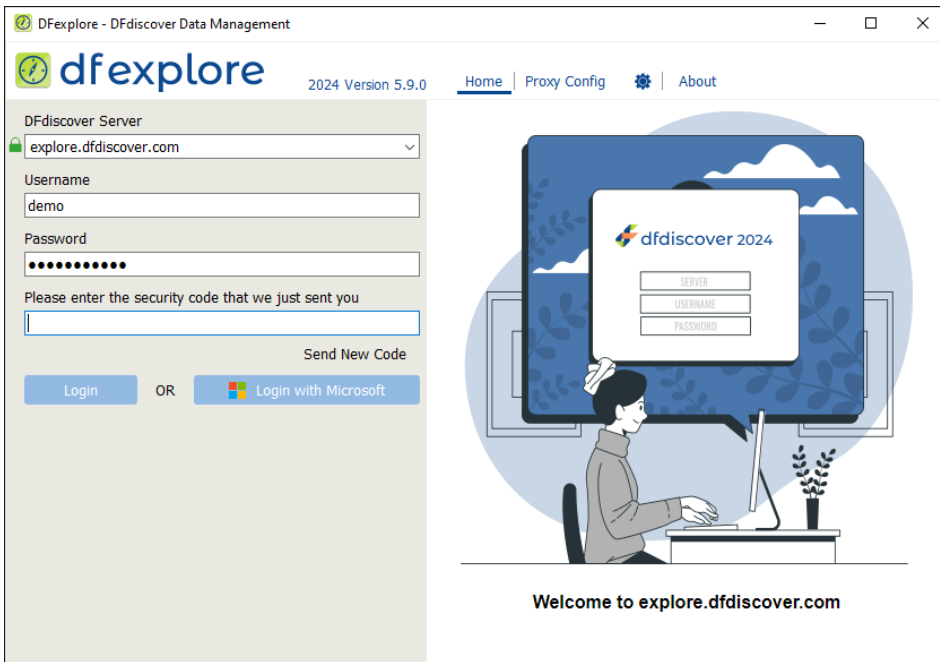 DFexplore - DFdiscover Data Management
dfexplore
2024 Version 5.9.0
Home
Proxy Config
About
DFdiscover Server
explore.dfdiscover.com
Username
demo
Password
●●●●●●●●●●●
Please enter the security code that we just sent you
Send New Code
Login
OR
Login with Microsoft
dfdiscover 2024
SERVER
USERNAME
PASSWORD
Welcome to explore.dfdiscover.com